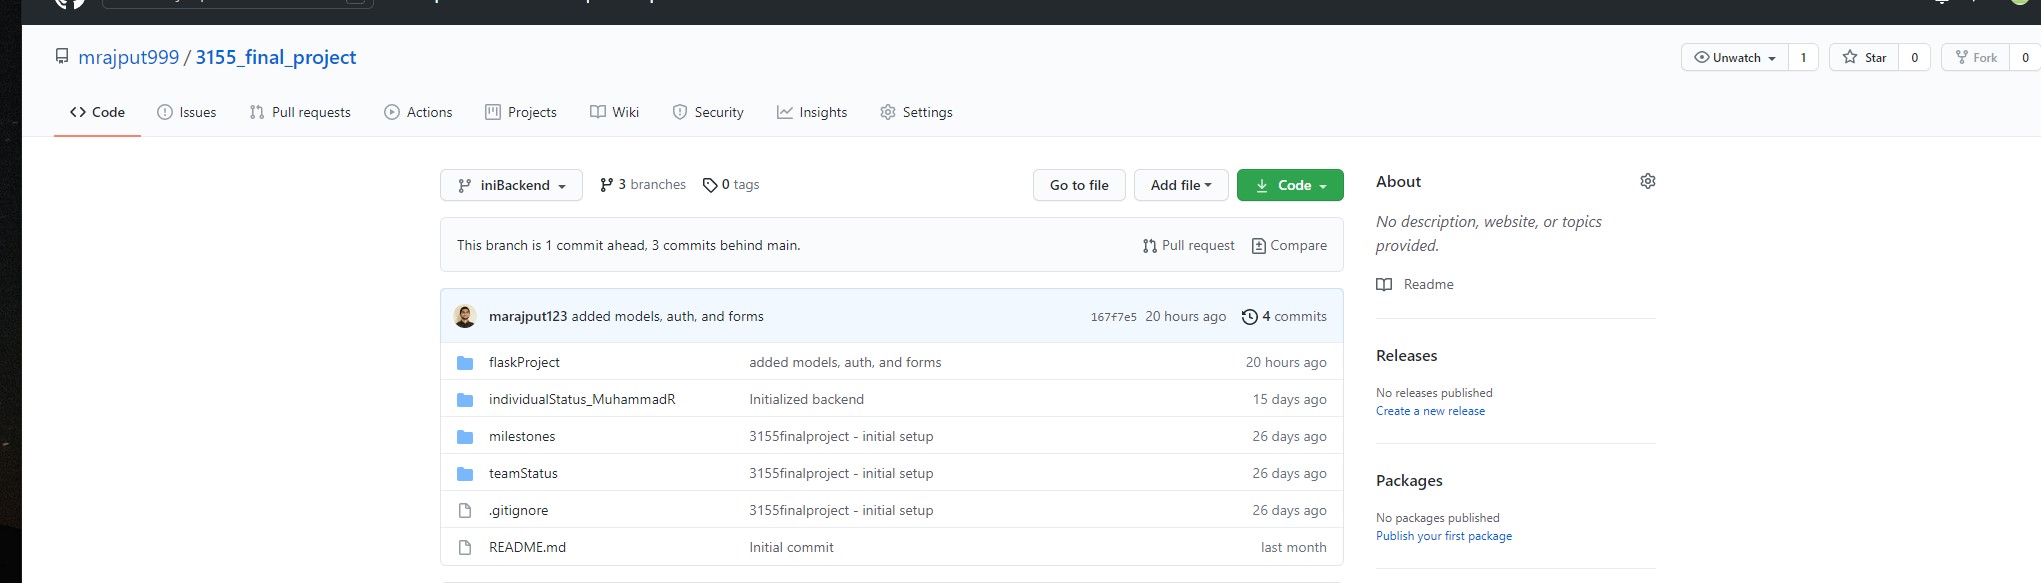 mrajput999 / 3155_final_project
Unwatch 1 Star 0 Fork 0
Code Issues Pull requests Actions Projects Wiki Security Insights Settings
iniBackend 3 branches 0 tags Go to file Add file Code
This branch is 1 commit ahead, 3 commits behind main. Pull request Compare
marajput123 added models, auth, and forms 167f7e5 20 hours ago 4 commits
flaskProject added models, auth, and forms 20 hours ago
individualStatus_MuhammadR Initialized backend 15 days ago
milestones 3155finalproject - initial setup 26 days ago
teamStatus 3155finalproject - initial setup 26 days ago
.gitignore 3155finalproject - initial setup 26 days ago
README.md Initial commit last month
About
No description, website, or topics
provided.
Readme
Releases
No releases published
Create a new release
Packages
No packages published
Publish your first package